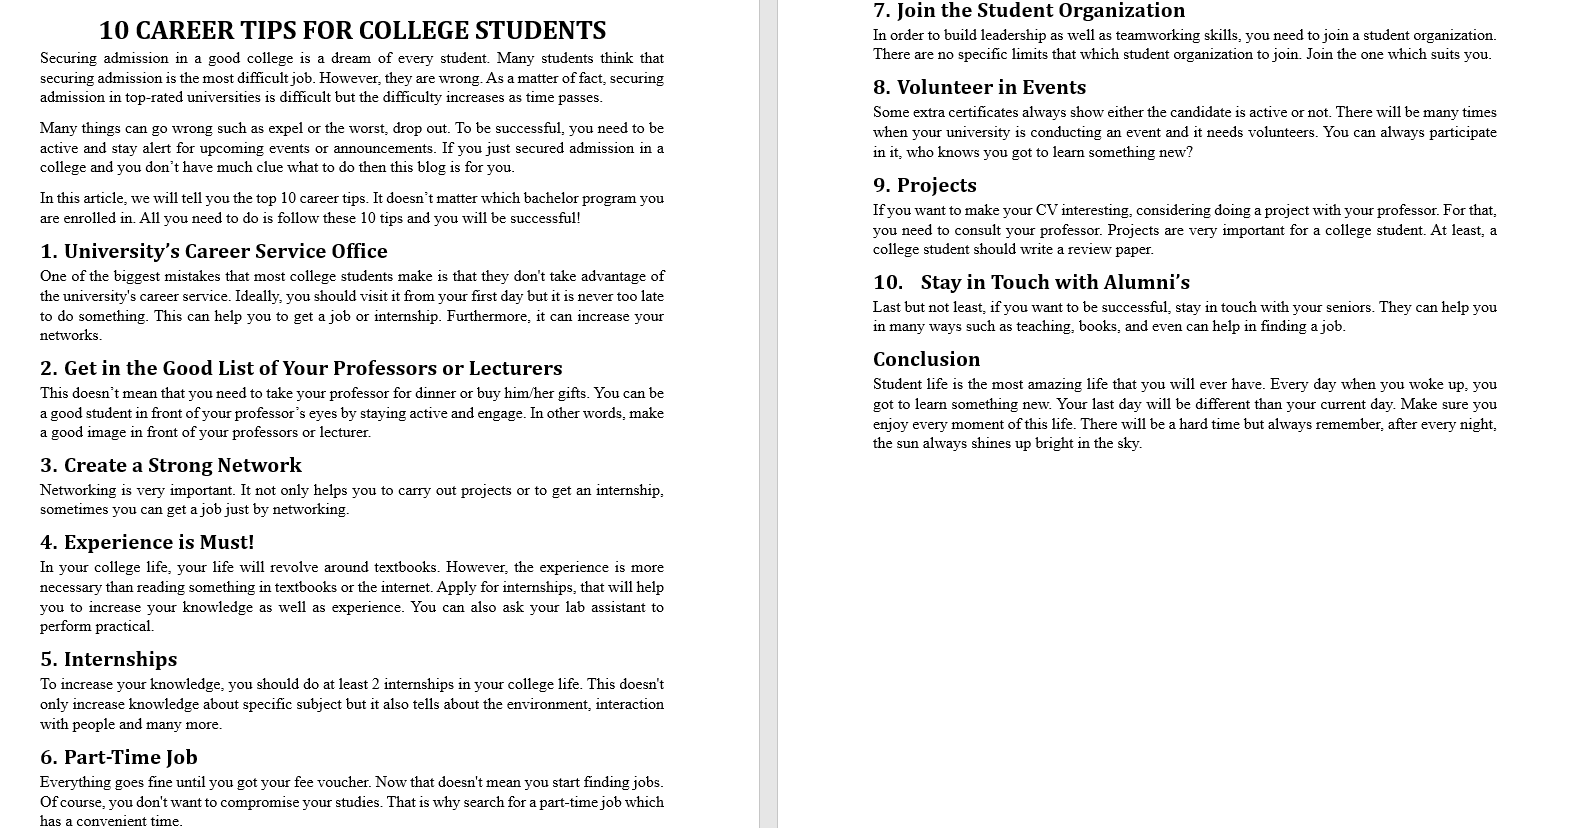 10 CAREER TIPS FOR COLLEGE STUDENTS
Securing admission in a good college is a dream of every student. Many students think that
securing admission is the most difficult job. However, they are wrong. As a matter of fact, securing
admission in top-rated universities is difficult but the difficulty increases as time passes.
Many things can go wrong such as expel or the worst, drop out. To be successful, you need to be
active and stay alert for upcoming events or announcements. If you just secured admission in a
college and you don’t have much clue what to do then this blog is for you.
In this article, we will tell you the top 10 career tips. It doesn’t matter which bachelor program you
are enrolled in. All you need to do is follow these 10 tips and you will be successful!
1. University’s Career Service Office
One of the biggest mistakes that most college students make is that they don't take advantage of
the university's career service. Ideally, you should visit it from your first day but it is never too late
to do something. This can help you to get a job or internship. Furthermore, it can increase your
networks.
2. Get in the Good List of Your Professors or Lecturers
This doesn’t mean that you need to take your professor for dinner or buy him/her gifts. You can be
a good student in front of your professor’s eyes by staying active and engage. In other words, make
a good image in front of your professors or lecturer.
3. Create a Strong Network
Networking is very important. It not only helps you to carry out projects or to get an internship,
sometimes you can get a job just by networking.
4. Experience is Must!
In your college life, your life will revolve around textbooks. However, the experience is more
necessary than reading something in textbooks or the internet. Apply for internships, that will help
you to increase your knowledge as well as experience. You can also ask your lab assistant to
perform practical.
5. Internships
To increase your knowledge, you should do at least 2 internships in your college life. This doesn't
only increase knowledge about specific subject but it also tells about the environment, interaction
with people and many more.
6. Part-Time Job
Everything goes fine until you got your fee voucher. Now that doesn't mean you start finding jobs.
Of course, you don't want to compromise your studies. That is why search for a part-time job which
has a convenient time.
7. Join the Student Organization
In order to build leadership as well as teamworking skills, you need to join a student organization.
There are no specific limits that which student organization to join. Join the one which suits you.
8. Volunteer in Events
Some extra certificates always show either the candidate is active or not. There will be many times
when your university is conducting an event and it needs volunteers. You can always participate
in it, who knows you got to learn something new?
9. Projects
If you want to make your CV interesting, considering doing a project with your professor. For that,
you need to consult your professor. Projects are very important for a college student. At least, a
college student should write a review paper.
10. Stay in Touch with Alumni’s
Last but not least, if you want to be successful, stay in touch with your seniors. They can help you
in many ways such as teaching, books, and even can help in finding a job.
Conclusion
Student life is the most amazing life that you will ever have. Every day when you woke up, you
got to learn something new. Your last day will be different than your current day. Make sure you
enjoy every moment of this life. There will be a hard time but always remember, after every night,
the sun always shines up bright in the sky.